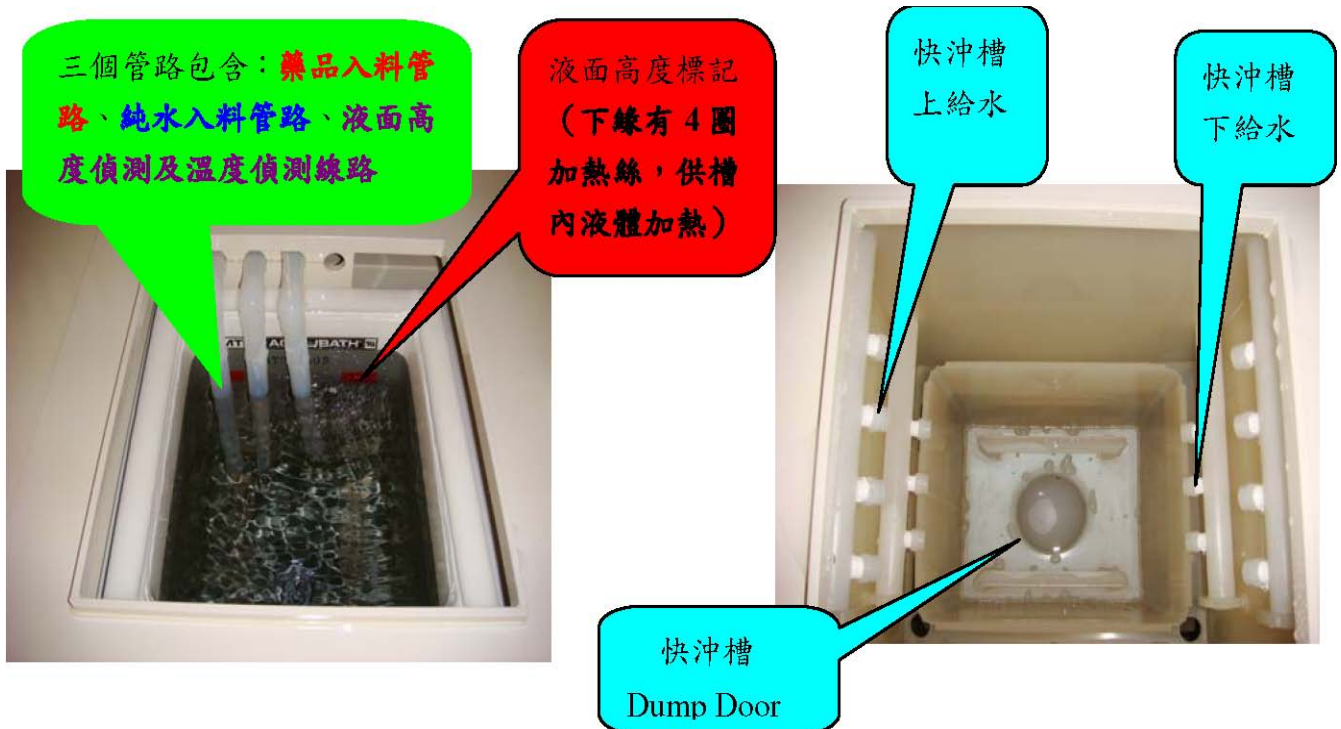 三個管路包含：藥品入料管
路、純水入料管路、液面高
度偵測及溫度偵測線路
液面高度標記
（下緣有 4 圈
加熱絲，供槽
內液體加熱）
快沖槽
上給水
快沖槽
下給水
快沖槽
Dump Door